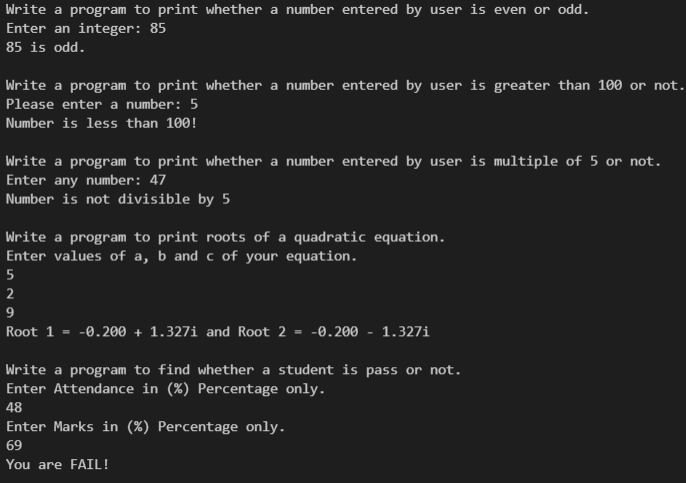 Write a program to print whether a number entered by user is even or odd.
Enter an integer: 85
85 is odd.
Write a program to print whether a number entered by user is greater than 100 or not.
Please enter a number: 5
Number is less than 100!
Write a program to print whether a number entered by user is multiple of 5 or not.
Enter any number: 47
Number is not divisible by 5
Write a program to print roots of a quadratic equation.
Enter values of a, b and c of your equation.
5
2
9
Root 1 = -0.200 + 1.327i and Root 2 = -0.200 - 1.327i
Write a program to find whether a student is pass or not.
Enter Attendance in (%) Percentage only.
48
Enter Marks in (%) Percentage only.
69
You are FAIL!